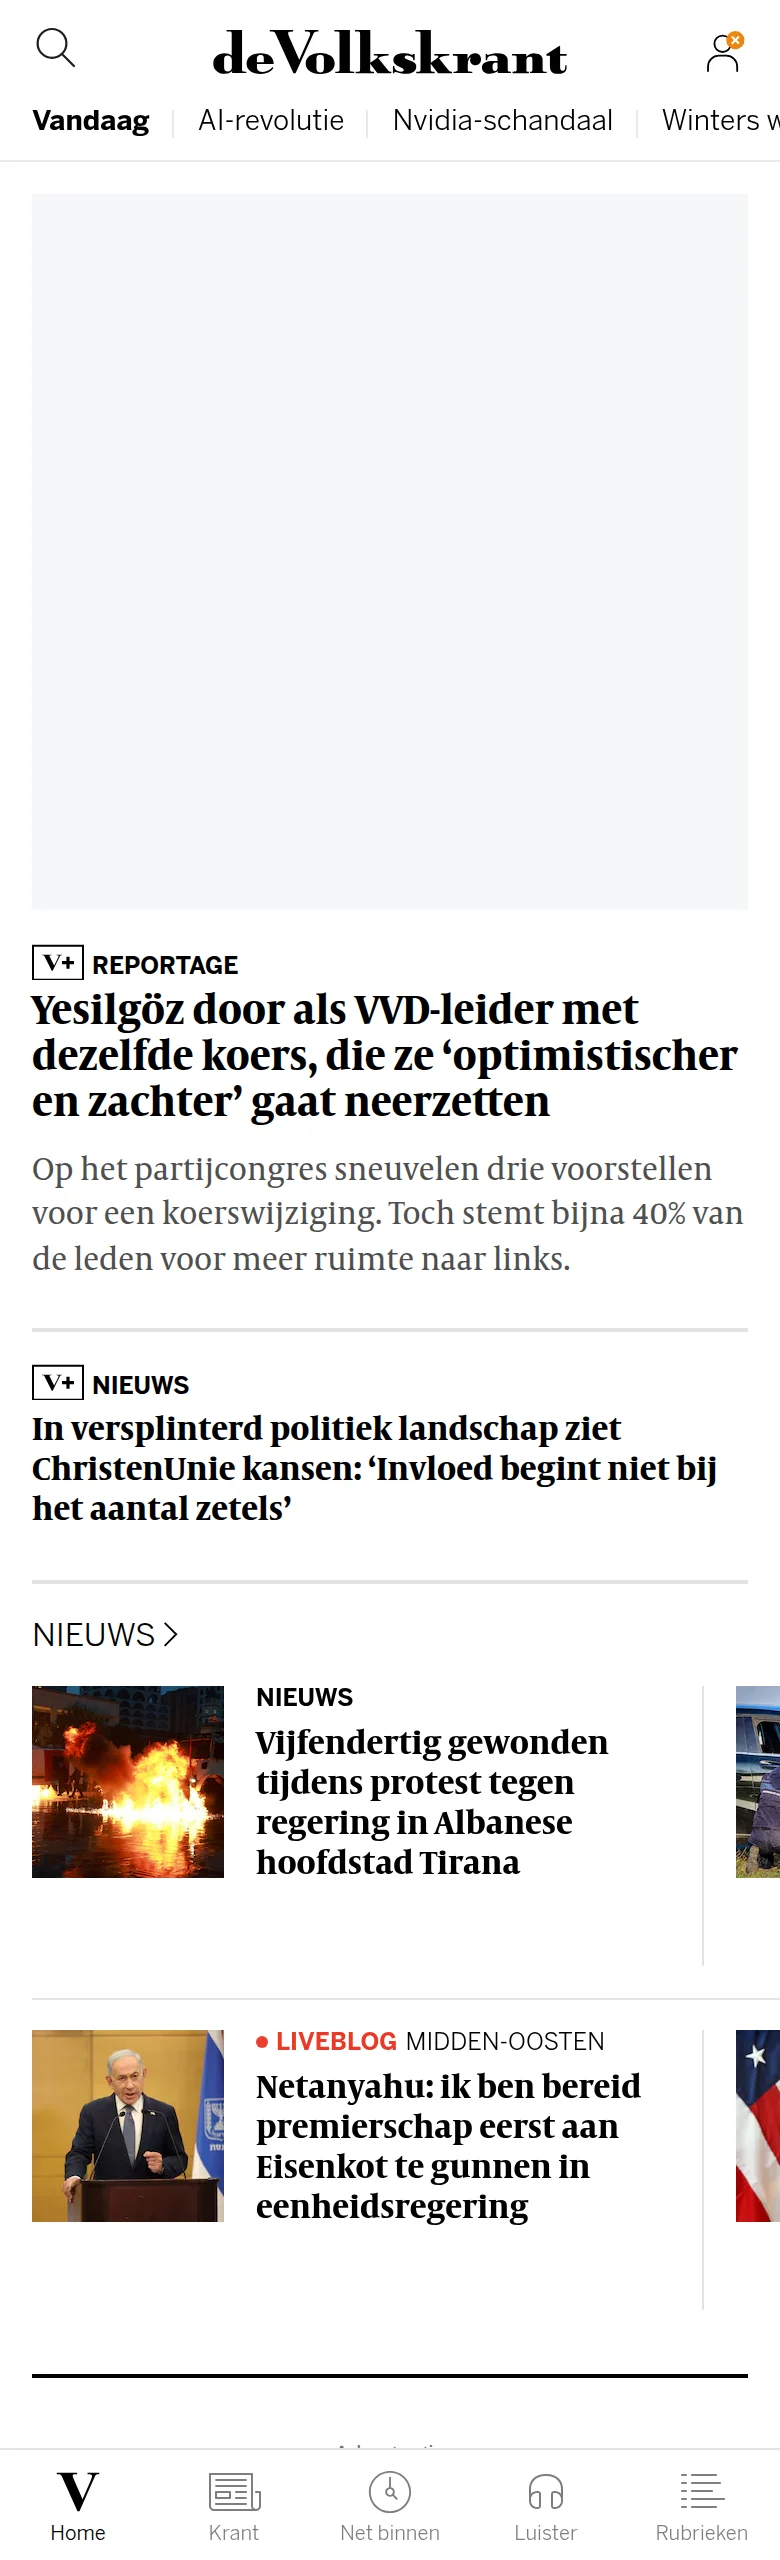 deVolkskrant
Vandaag
AI-revolutie
Nvidia-schandaal
Winters
V+ REPORTAGE
Yesilgöz door als VVD-leider met
dezelfde koers, die ze ‘optimistischer
en zachter’ gaat neerzetten
Op het partijcongres sneuvelen drie voorstellen
voor een koerswijziging. Toch stemt bijna 40% van
de leden voor meer ruimte naar links.
V+ NIEUWS
In versplinterd politiek landschap ziet
ChristenUnie kansen: ‘Invloed begint niet bij
het aantal zetels’
NIEUWS
NIEUWS
Vijfendertig gewonden
tijdens protest tegen
regering in Albanese
hoofdstad Tirana
LIVEBLOG MIDDEN-OOSTEN
Netanyahu: ik ben bereid
premierschap eerst aan
Eisenkot te gunnen in
eenheidsregering
V
Home
Krant
Net binnen
Luister
Rubrieken